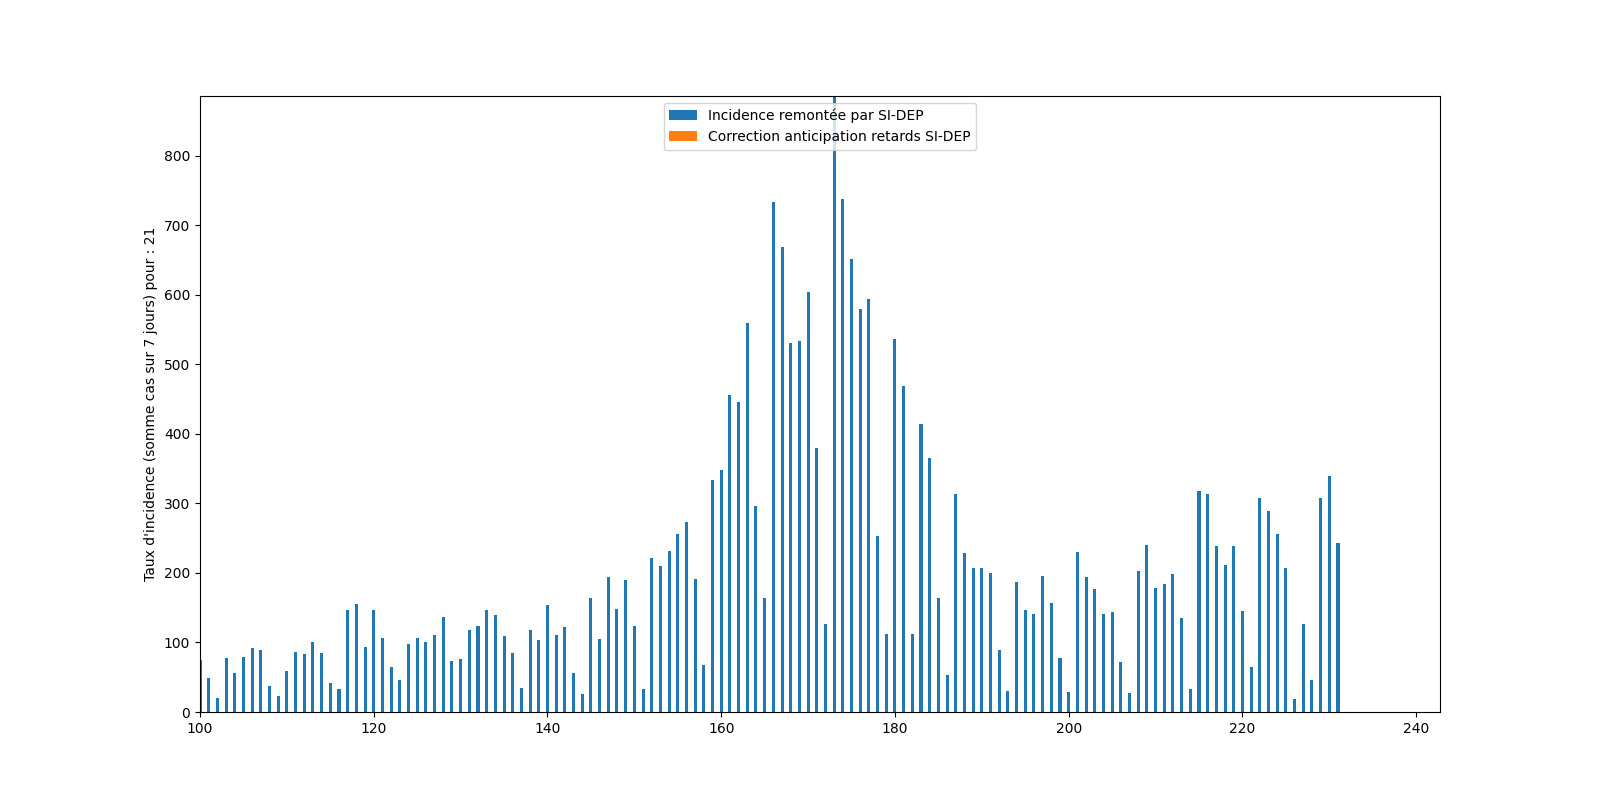 Incidence remontée par SI-DEP
Correction anticipation retards SI-DEP
Taux d'incidence (somme cas sur 7 jours) pour : 21
800
700
600
500
400
300
200
100
0
100 120 140 160 180 200 220 240